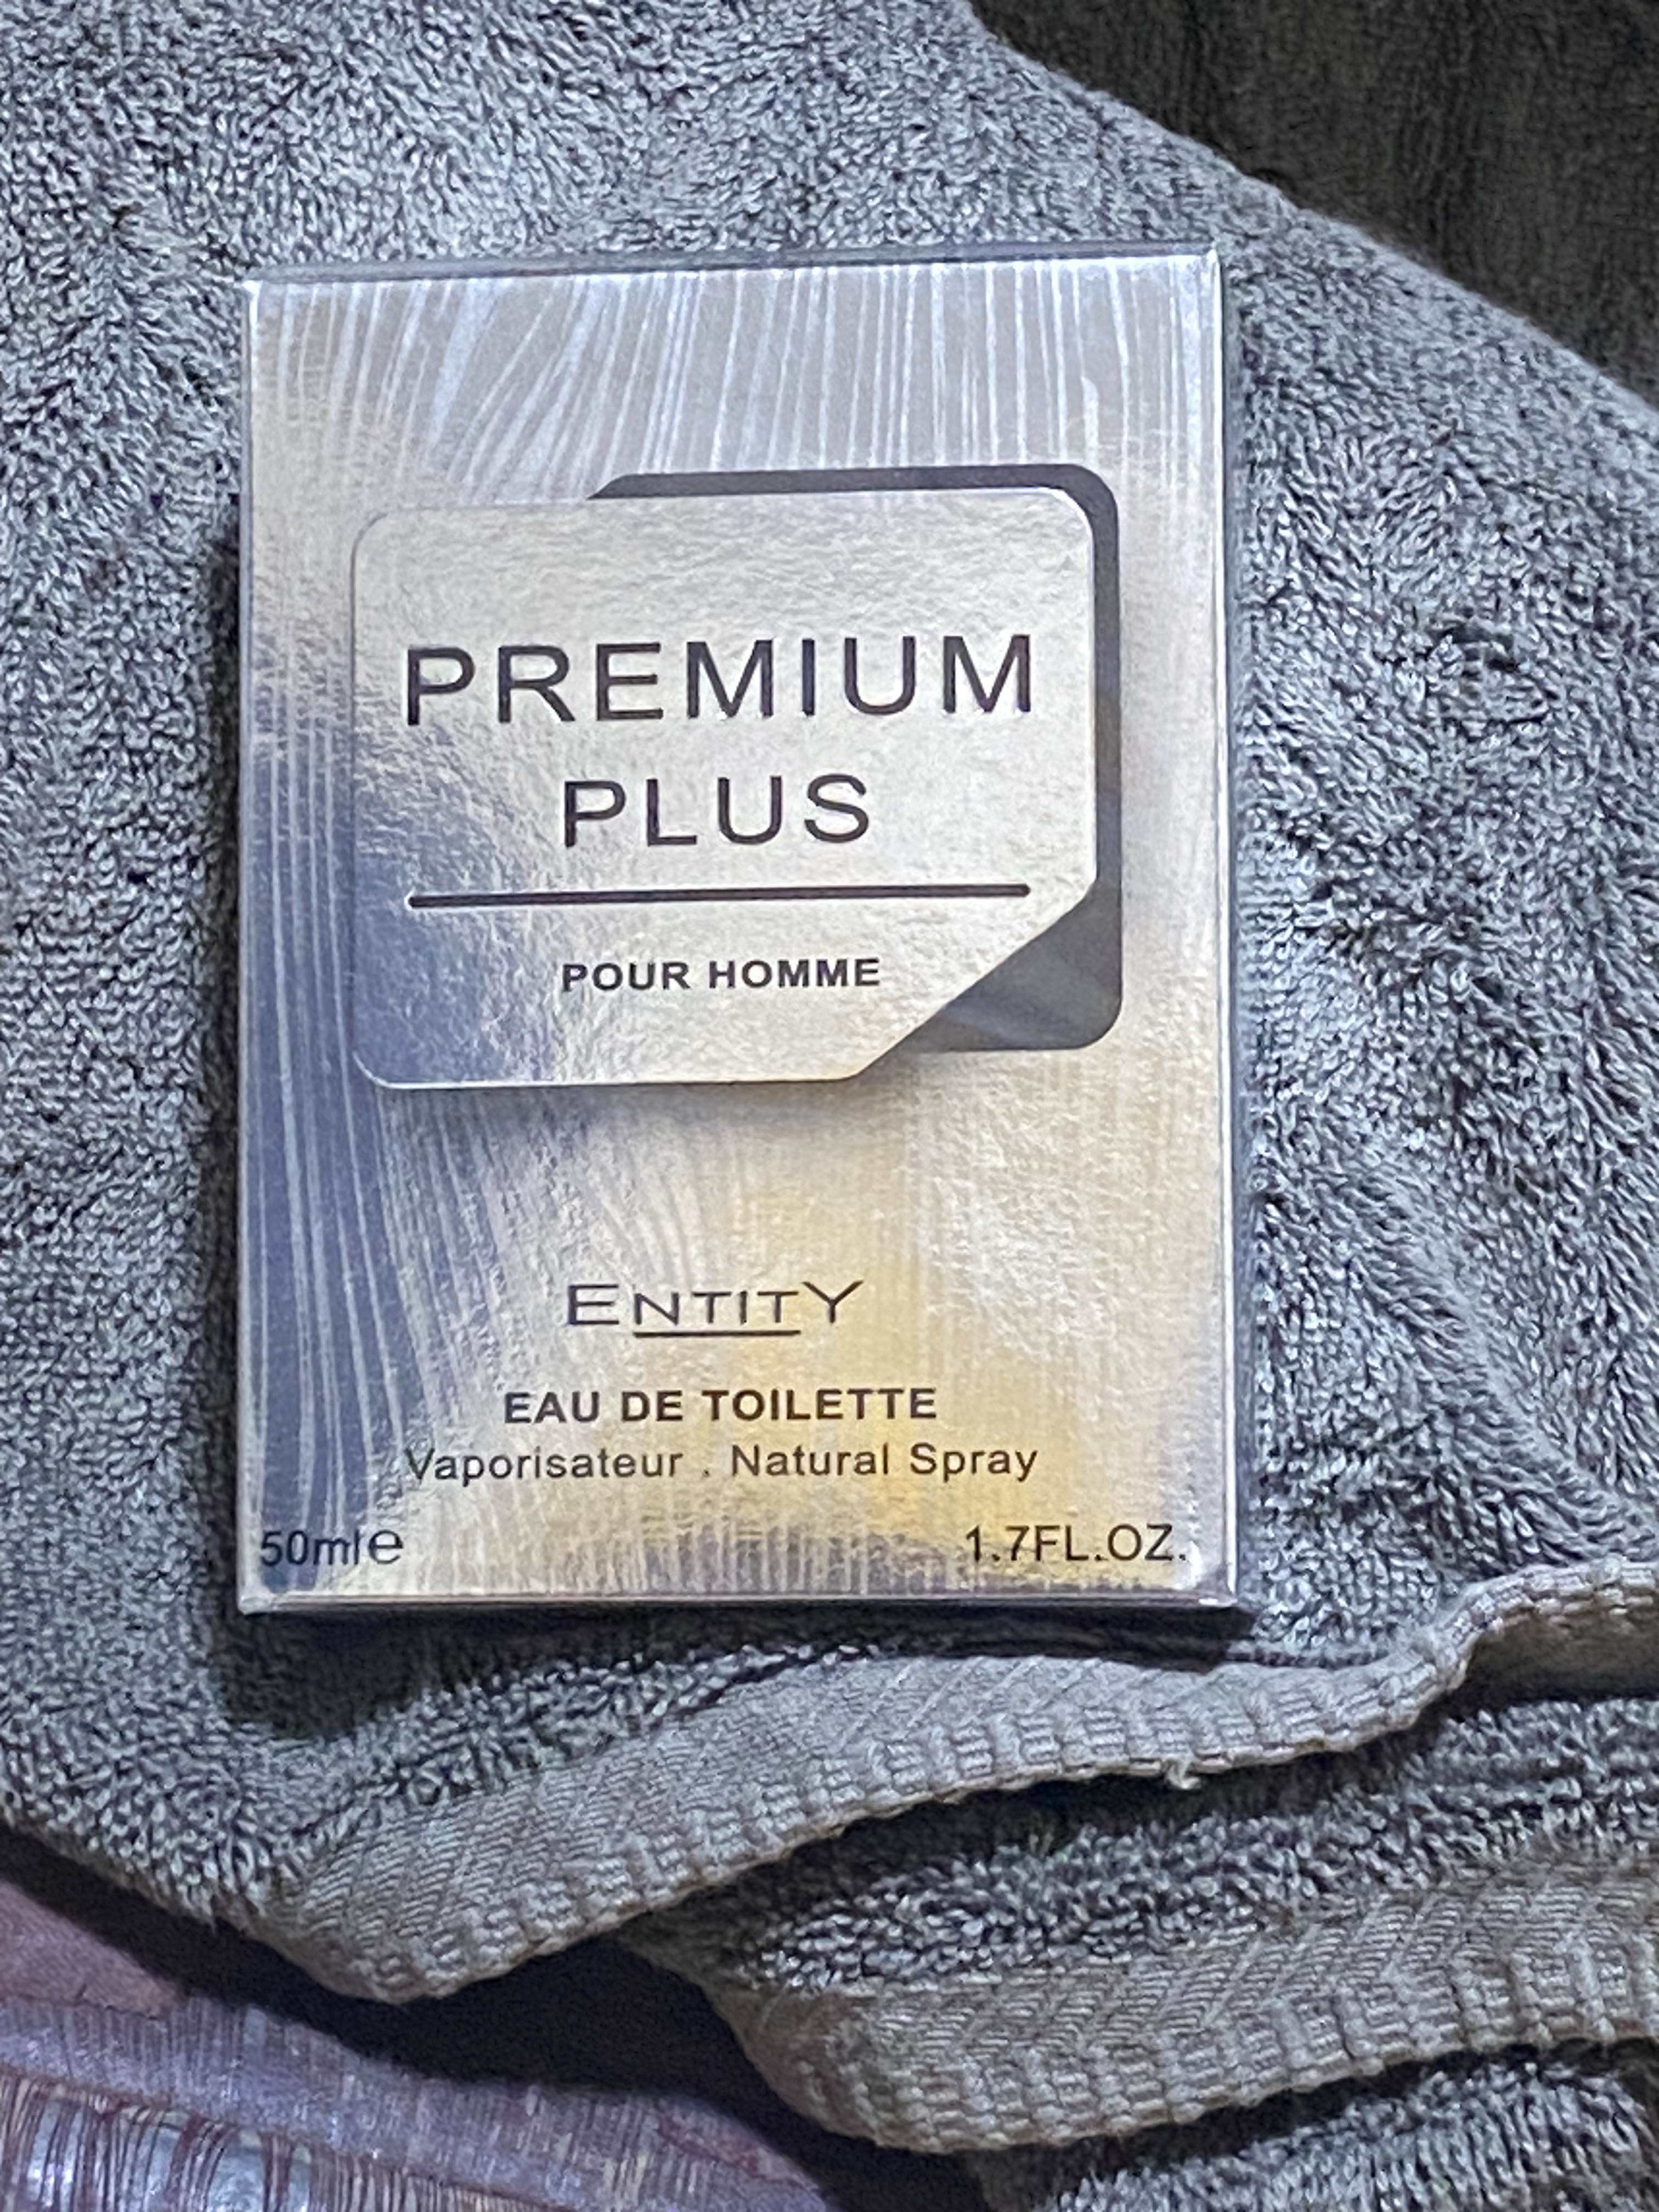 PREMIUM
PLUS
POUR HOMME
ENTITY
EAU DE TOILETTE
Vaporisateur . Natural Spray
50ml℮
1.7FL.OZ.